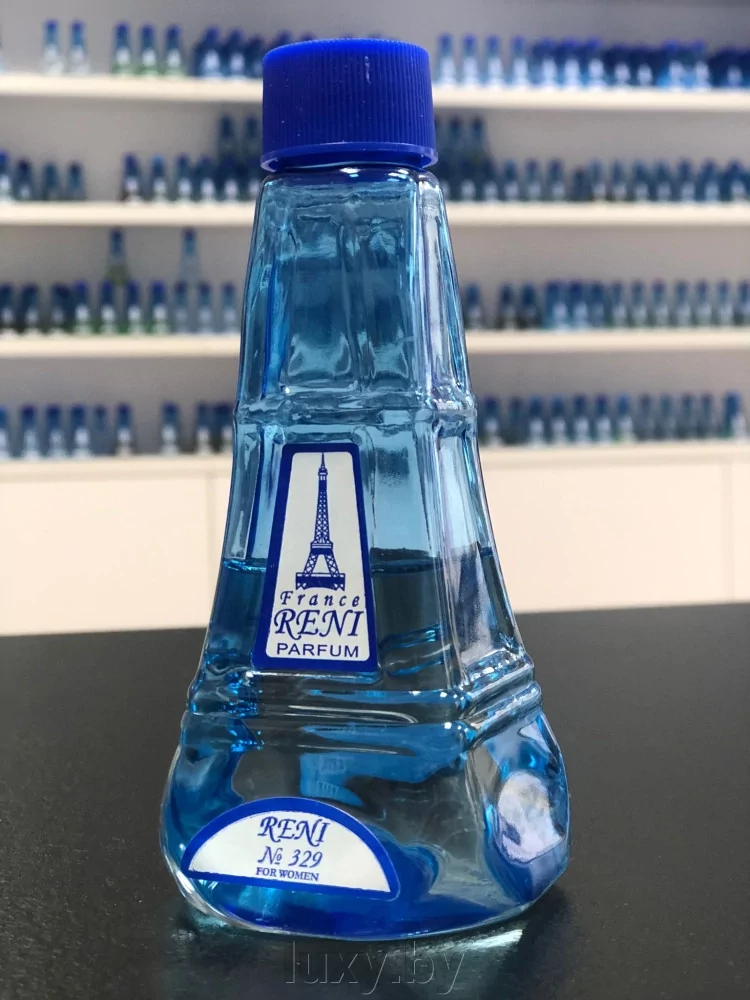 France
RENI
PARFUM
RENI
№ 329
FOR WOMEN
luxy.by